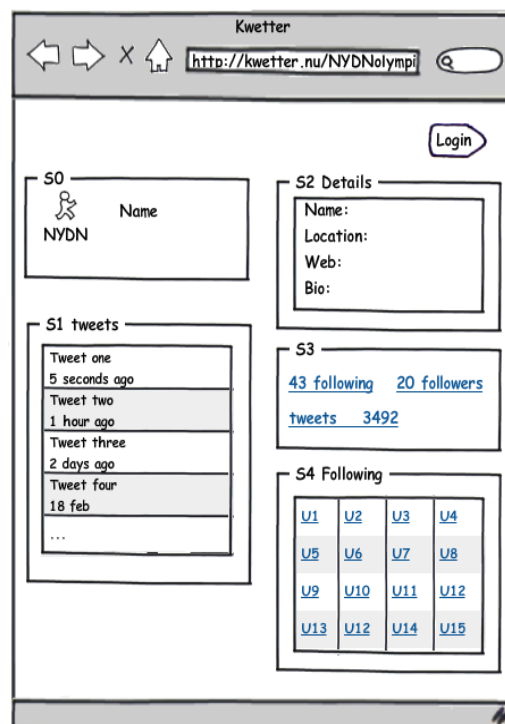 Kwetter
http://kwetter.nu/NYDNolympi
Login
S0
Name
NYDN
S1 tweets
Tweet one
5 seconds ago
Tweet two
1 hour ago
Tweet three
2 days ago
Tweet four
18 feb
...
S2 Details
Name:
Location:
Web:
Bio:
S3
43 following 20 followers
tweets 3492
S4 Following
U1 U2 U3 U4
U5 U6 U7 U8
U9 U10 U11 U12
U13 U12 U14 U15